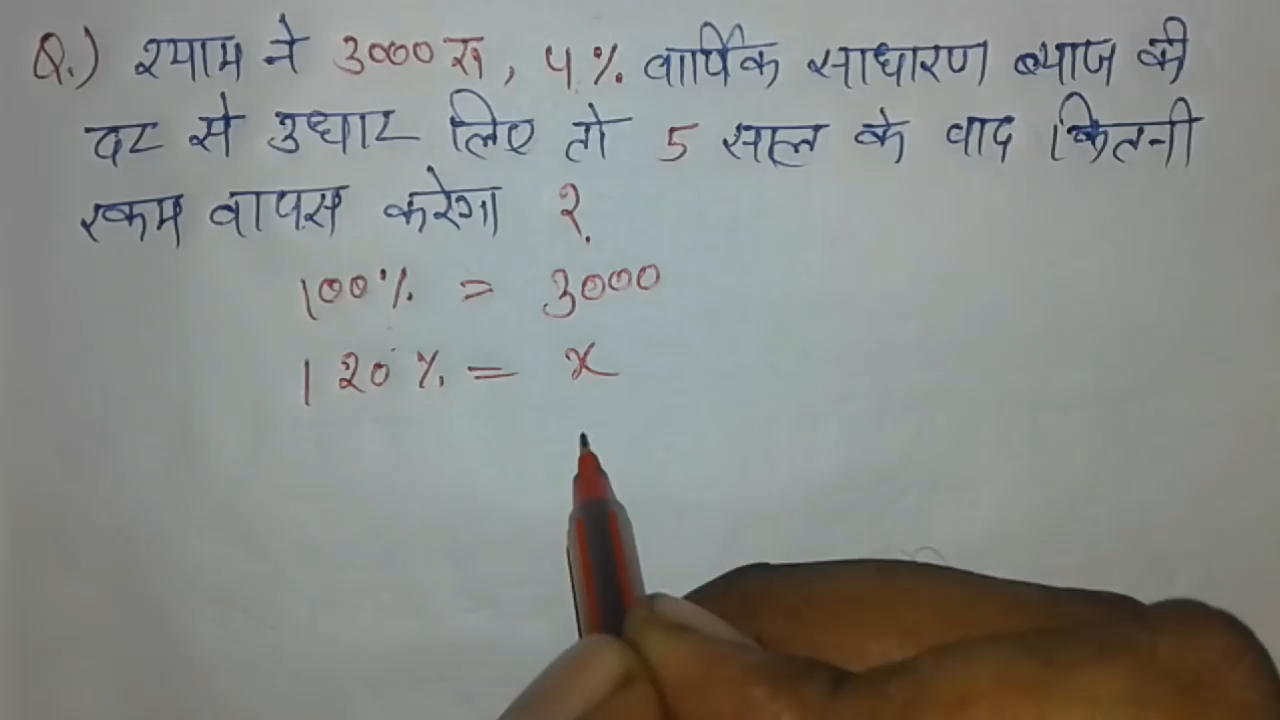 Q.) श्याम ने 3000 रु, 4% वार्षिक साधारण ब्याज की
दर से उधार लिए तो 5 साल के बाद कितनी
रकम वापस करेगा ?
100% = 3000
120% = x